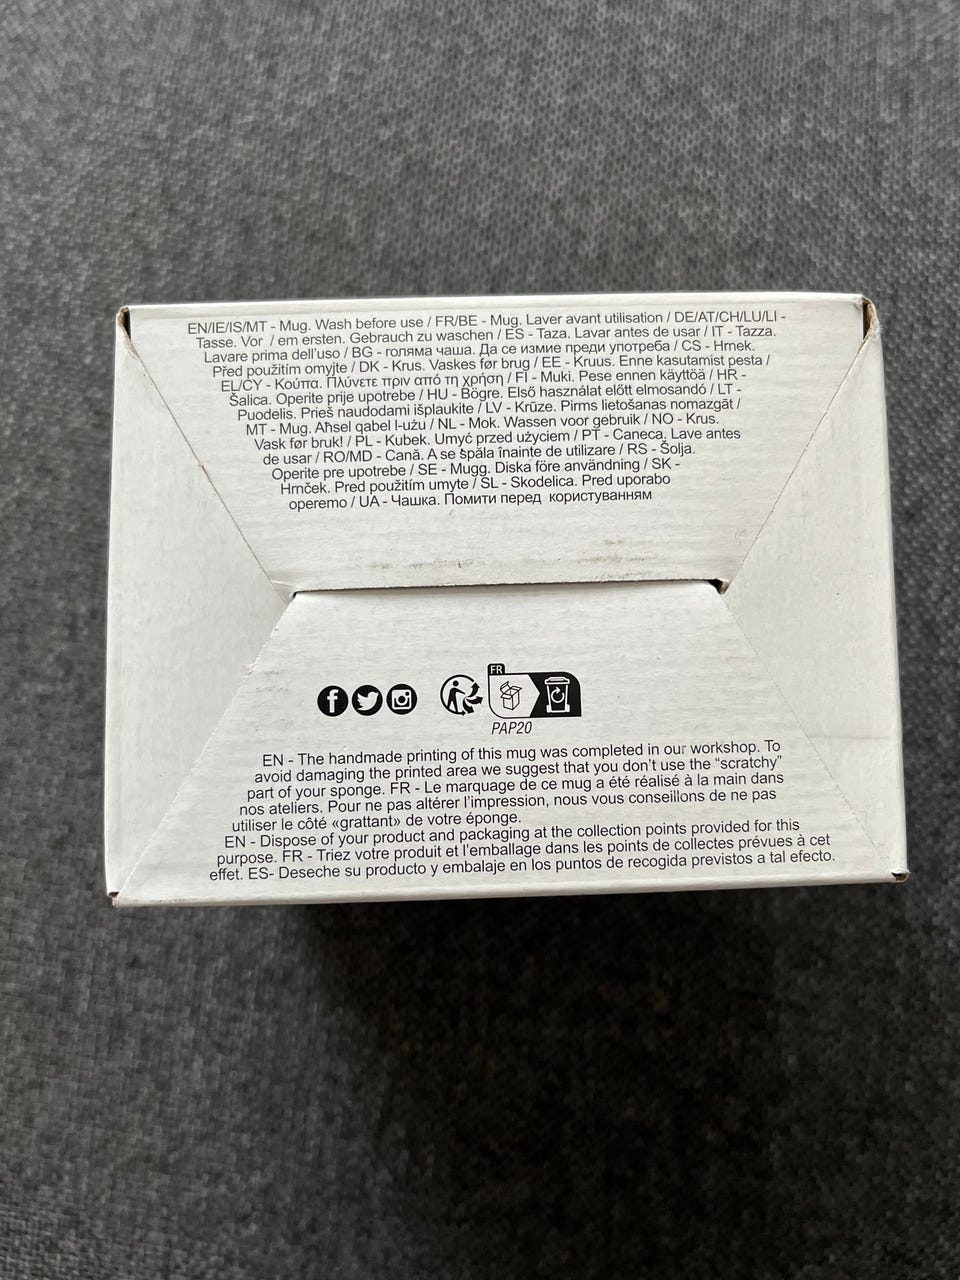 EN/IE/IS/MT - Mug. Wash before use / FR/BE - Mug. Laver avant utilisation / DE/AT/CH/LU/LI -
Tasse. Vor / em ersten. Gebrauch zu waschen / ES - Taza. Lavar antes de usar / IT - Tazza.
Lavare prima dell'uso / BG - голяма чаша. Да се измие преди употреба / CS - Hrnek.
Před použitím omyjte / DK - Krus. Vaskes før brug / EE - Kruus. Enne kasutamist pesta /
EL/CY - Κούπα. Πλύνετε πριν από τη χρήση / FI - Muki. Pese ennen käyttöä / HR -
Šalica. Operite prije upotrebe / HU - Bögre. Első használat előtt elmosandó / LT -
Puodelis. Prieš naudodami išplaukite / LV - Krūze. Pirms lietošanas nomazgāt /
MT - Mug. Aħsel qabel l-użu / NL - Mok. Wassen voor gebruik / NO - Krus.
Vask før bruk! / PL - Kubek. Umyć przed użyciem / PT - Caneca. Lave antes
de usar / RO/MD - Cană. A se spăla înainte de utilizare / RS - Šolja.
Operite pre upotrebe / SE - Mugg. Diska före användning / SK -
Hrnček. Pred použitím umyte / SL - Skodelica. Pred uporabo
operemo / UA - Чашка. Помити перед користуванням
FR
PAP20
EN - The handmade printing of this mug was completed in our workshop. To
avoid damaging the printed area we suggest that you don't use the "scratchy"
part of your sponge. FR - Le marquage de ce mug a été réalisé à la main dans
nos ateliers. Pour ne pas altérer l'impression, nous vous conseillons de ne pas
utiliser le côté «grattant» de votre éponge.
EN - Dispose of your product and packaging at the collection points provided for this
purpose. FR - Triez votre produit et l'emballage dans les points de collectes prévues à cet
effet. ES- Deseche su producto y embalaje en los puntos de recogida previstos a tal efecto.